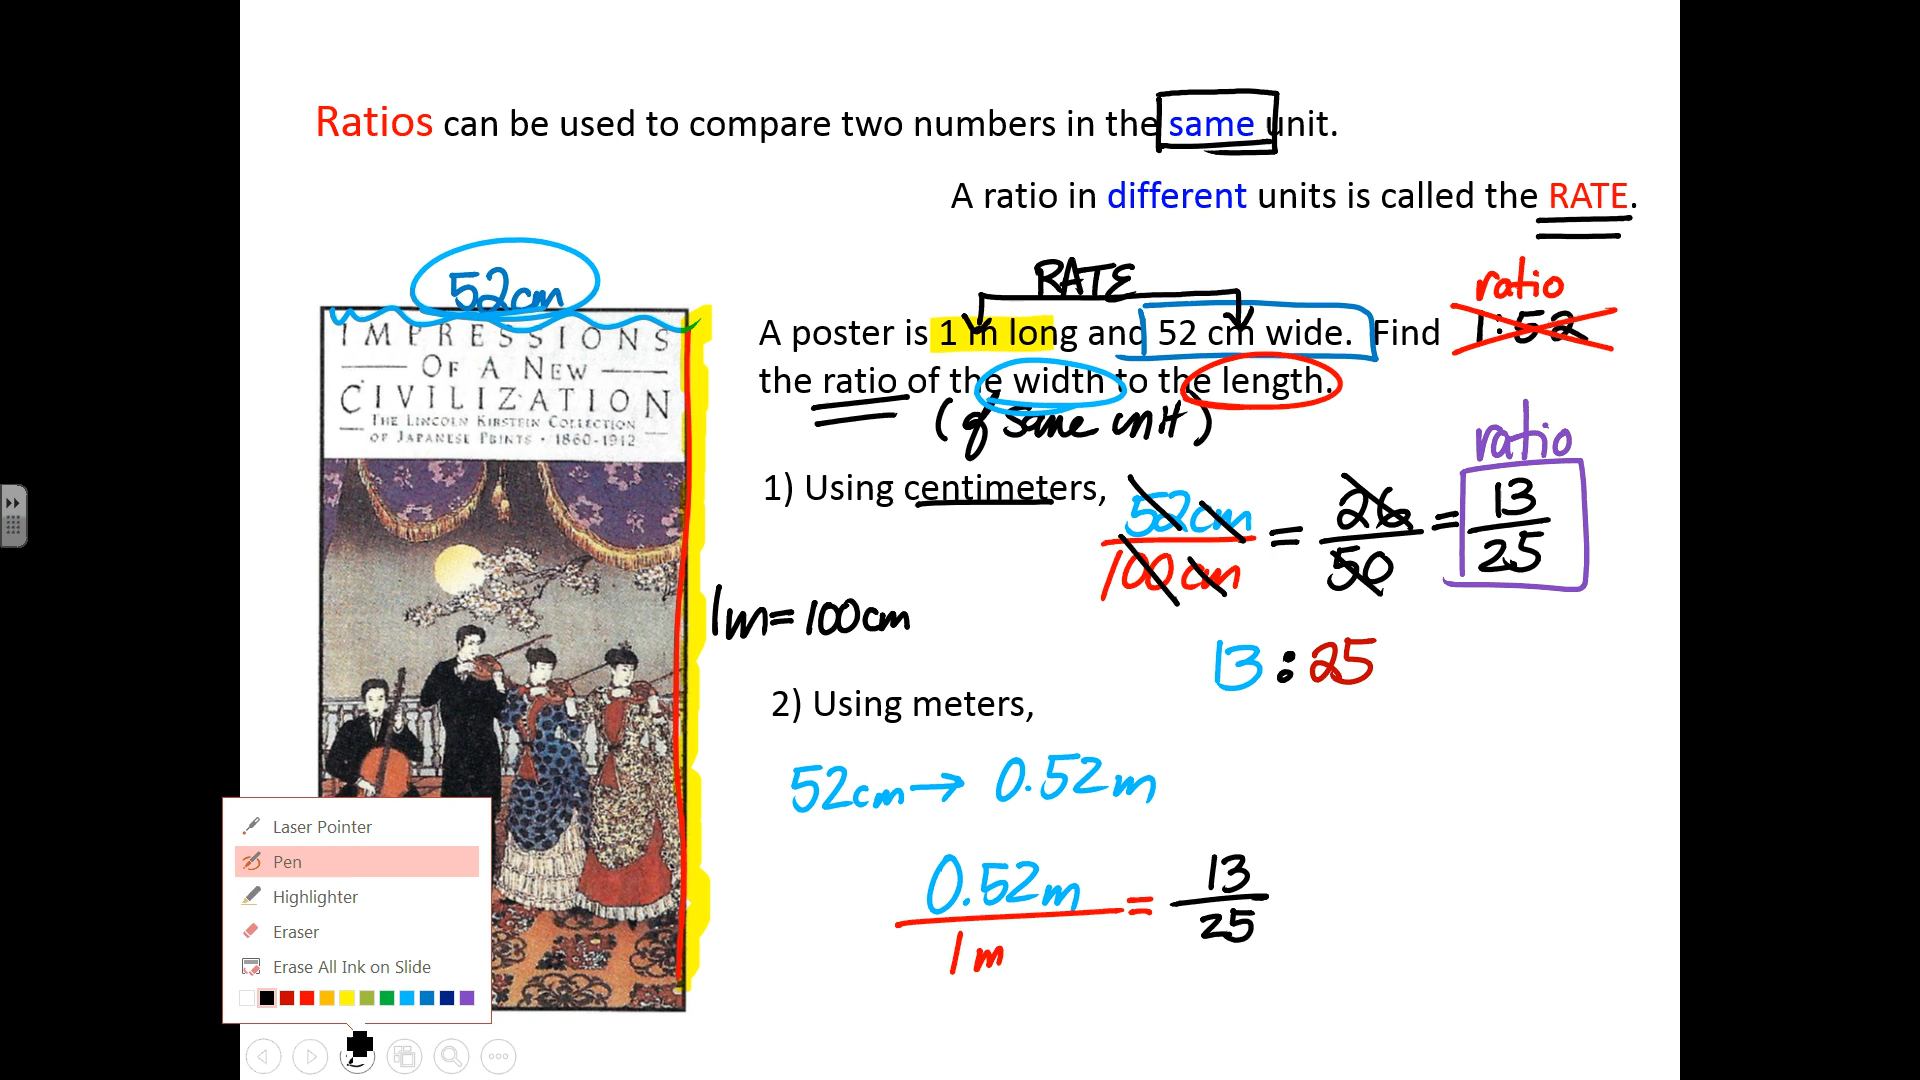 Ratios can be used to compare two numbers in the same unit.
A ratio in different units is called the RATE.
52cm
RATE
ratio
1:52
A poster is 1 m long and 52 cm wide. Find
the ratio of the width to the length.
(of same unit)
IMPRESSIONS
OF A NEW
CIVILIZATION
THE LINCOLN KIRSTEIN COLLECTION
OF JAPANESE PRINTS · 1860-1912
ratio
1) Using centimeters,
52cm / 100cm = 26 / 50 = 13 / 25
1m = 100cm
13 : 25
2) Using meters,
52cm → 0.52m
0.52m / 1m = 13 / 25
Laser Pointer
Pen
Highlighter
Eraser
Erase All Ink on Slide